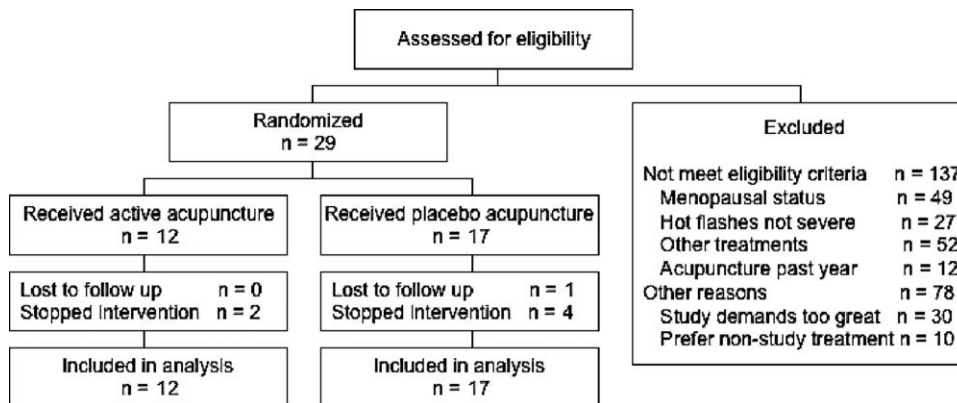 Assessed for eligibility
Randomized
n = 29
Excluded
Not meet eligibility criteria n = 137
Menopausal status n = 49
Hot flashes not severe n = 27
Other treatments n = 52
Acupuncture past year n = 12
Other reasons n = 78
Study demands too great n = 30
Prefer non-study treatment n = 10
Received active acupuncture
n = 12
Received placebo acupuncture
n = 17
Lost to follow up n = 0
Stopped Intervention n = 2
Lost to follow up n = 1
Stopped Intervention n = 4
Included in analysis
n = 12
Included in analysis
n = 17